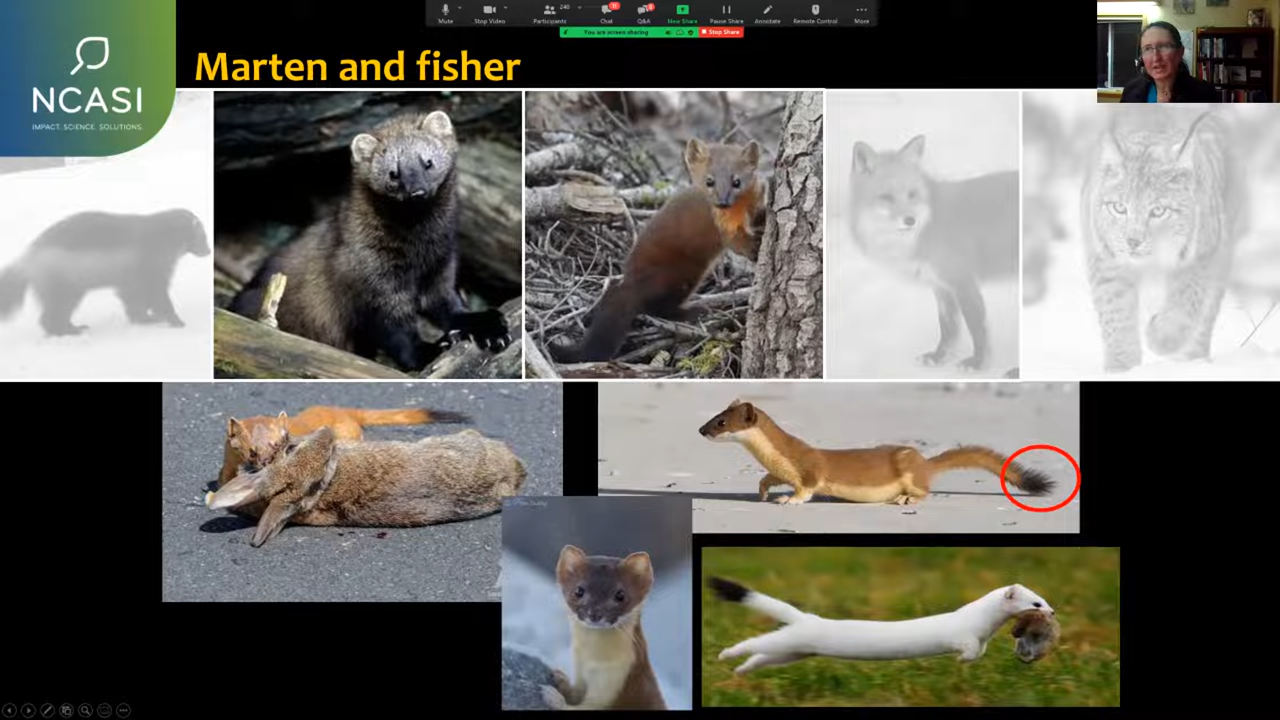 Mute
Stop Video
Participants
240
Chat
Q&A
New Share
Pause Share
Annotate
Remote Control
More
You are screen sharing
Stop Share
Marten and fisher
NCASI
IMPACT. SCIENCE. SOLUTIONS.